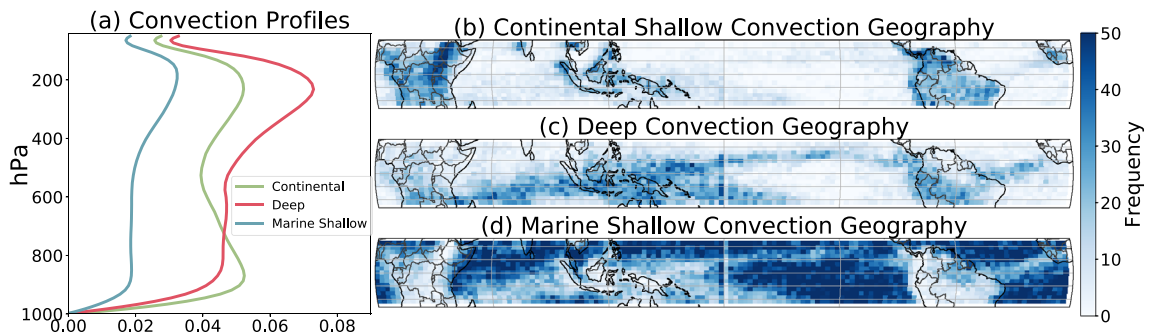 (a) Convection Profiles
hPa
200
400
600
800
1000
0.00 0.02 0.04 0.06 0.08
Continental
Deep
Marine Shallow
(b) Continental Shallow Convection Geography
(c) Deep Convection Geography
(d) Marine Shallow Convection Geography
50
40
30
20
10
0
Frequency